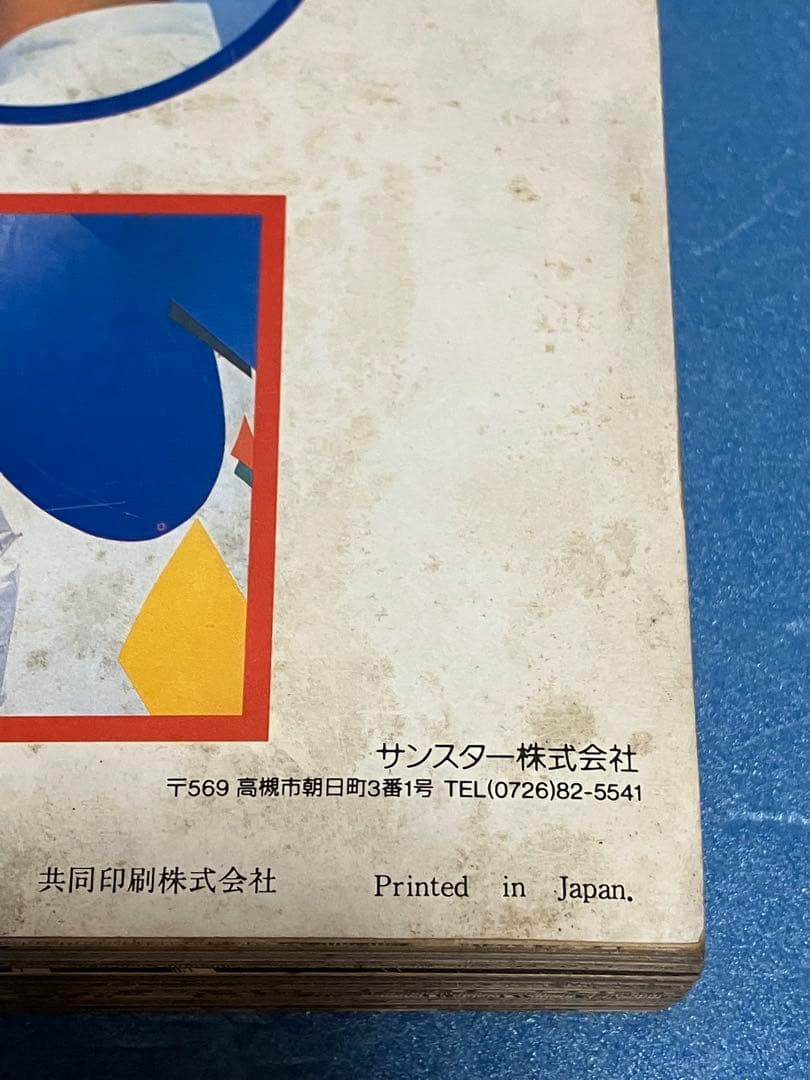 サンスター株式会社
〒569 高槻市朝日町3番1号 TEL(0726)82-5541
共同印刷株式会社 Printed in Japan.